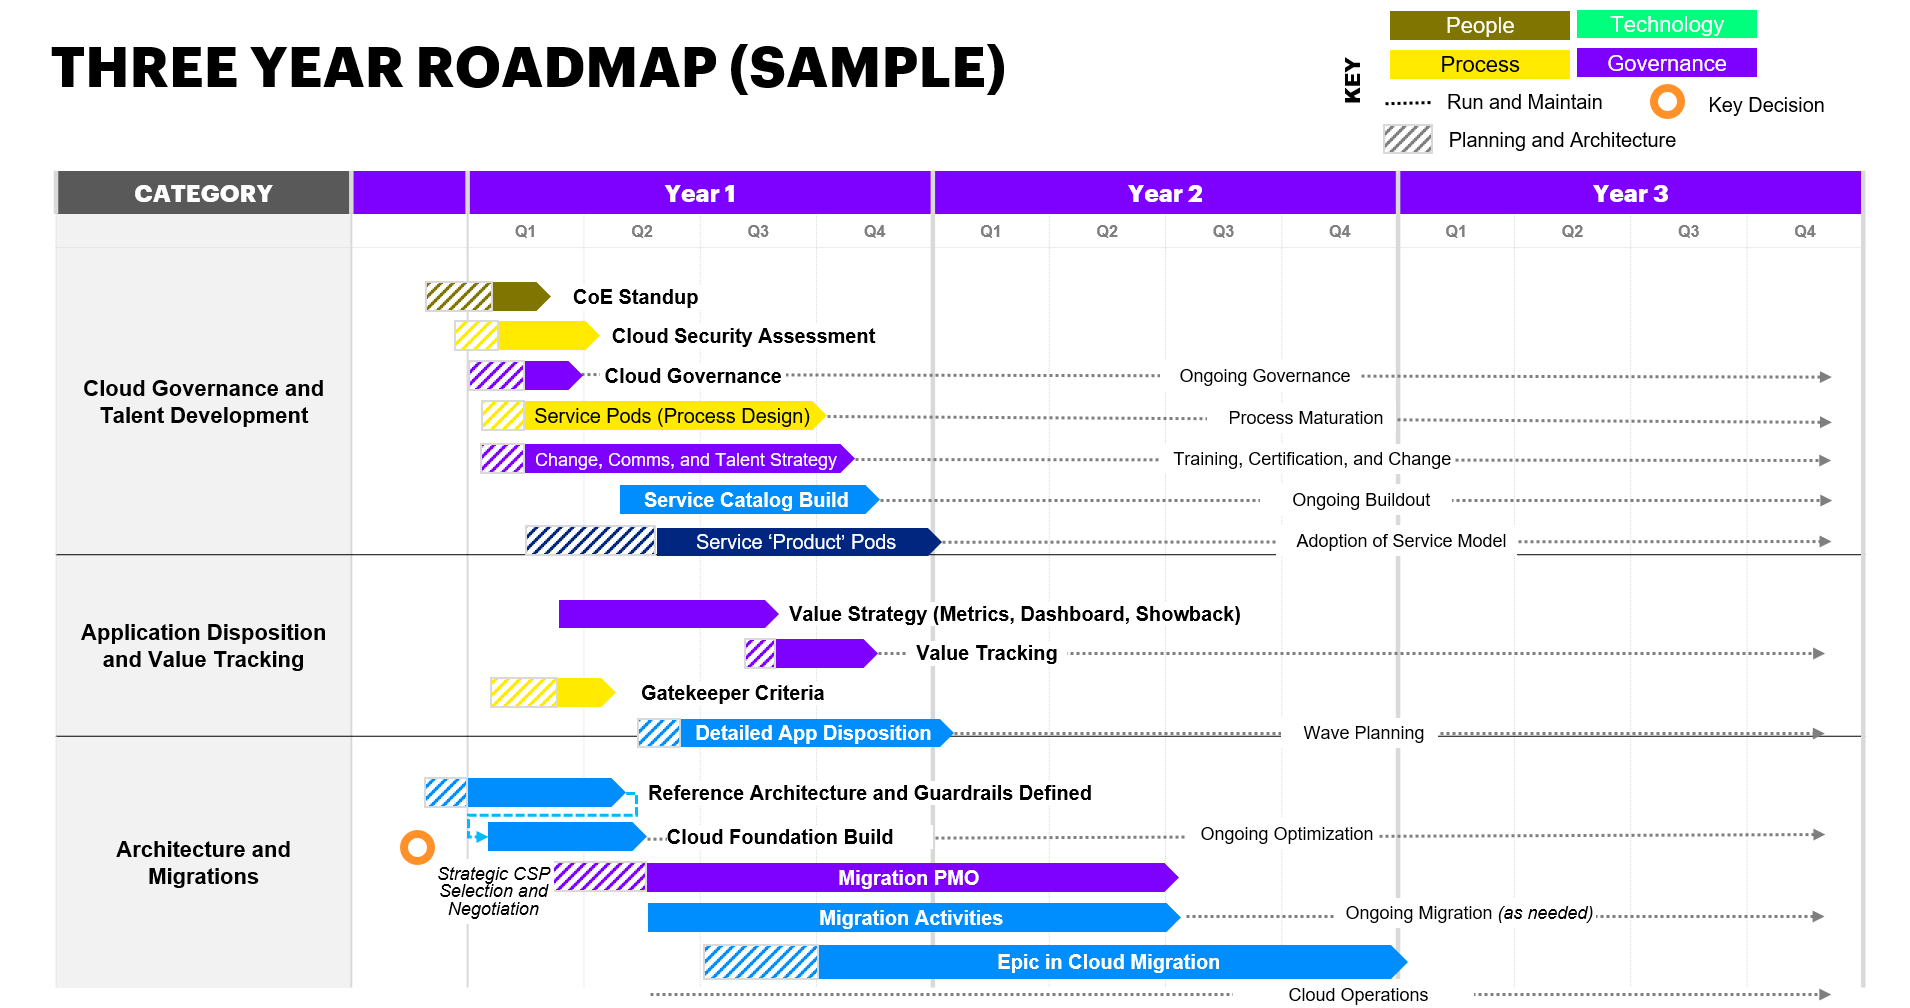 THREE YEAR ROADMAP (SAMPLE)
KEY
People
Technology
Process
Governance
Run and Maintain
Key Decision
Planning and Architecture
CATEGORY
Year 1
Year 2
Year 3
Q1 Q2 Q3 Q4 Q1 Q2 Q3 Q4 Q1 Q2 Q3 Q4
Cloud Governance and
Talent Development
CoE Standup
Cloud Security Assessment
Cloud Governance
Ongoing Governance
Service Pods (Process Design)
Process Maturation
Change, Comms, and Talent Strategy
Training, Certification, and Change
Service Catalog Build
Ongoing Buildout
Service ‘Product’ Pods
Adoption of Service Model
Application Disposition
and Value Tracking
Value Strategy (Metrics, Dashboard, Showback)
Value Tracking
Gatekeeper Criteria
Detailed App Disposition
Wave Planning
Architecture and
Migrations
Reference Architecture and Guardrails Defined
Cloud Foundation Build
Ongoing Optimization
Strategic CSP
Selection and
Negotiation
Migration PMO
Migration Activities
Ongoing Migration (as needed)
Epic in Cloud Migration
Cloud Operations